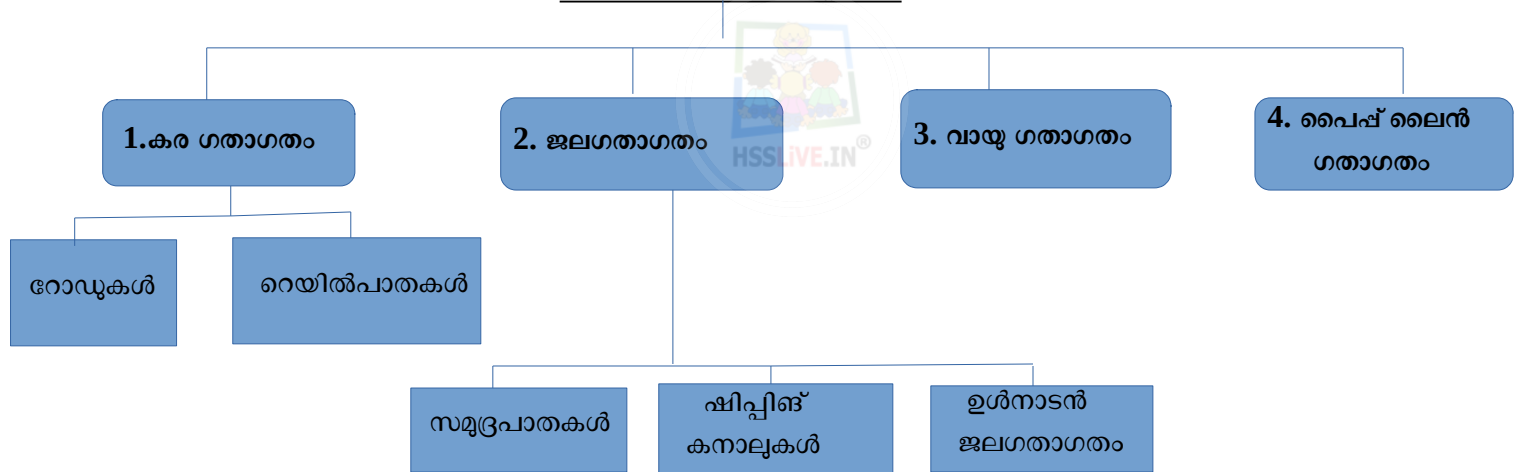 1.കര ഗതാഗതം
2. ജലഗതാഗതം
3. വായു ഗതാഗതം
4. പൈപ്പ് ലൈൻ
ഗതാഗതം
HSSLiVE.IN®
റോഡുകൾ
റെയിൽപാതകൾ
സമുദ്രപാതകൾ
ഷിപ്പിങ്
കനാലുകൾ
ഉൾനാടൻ
ജലഗതാഗതം